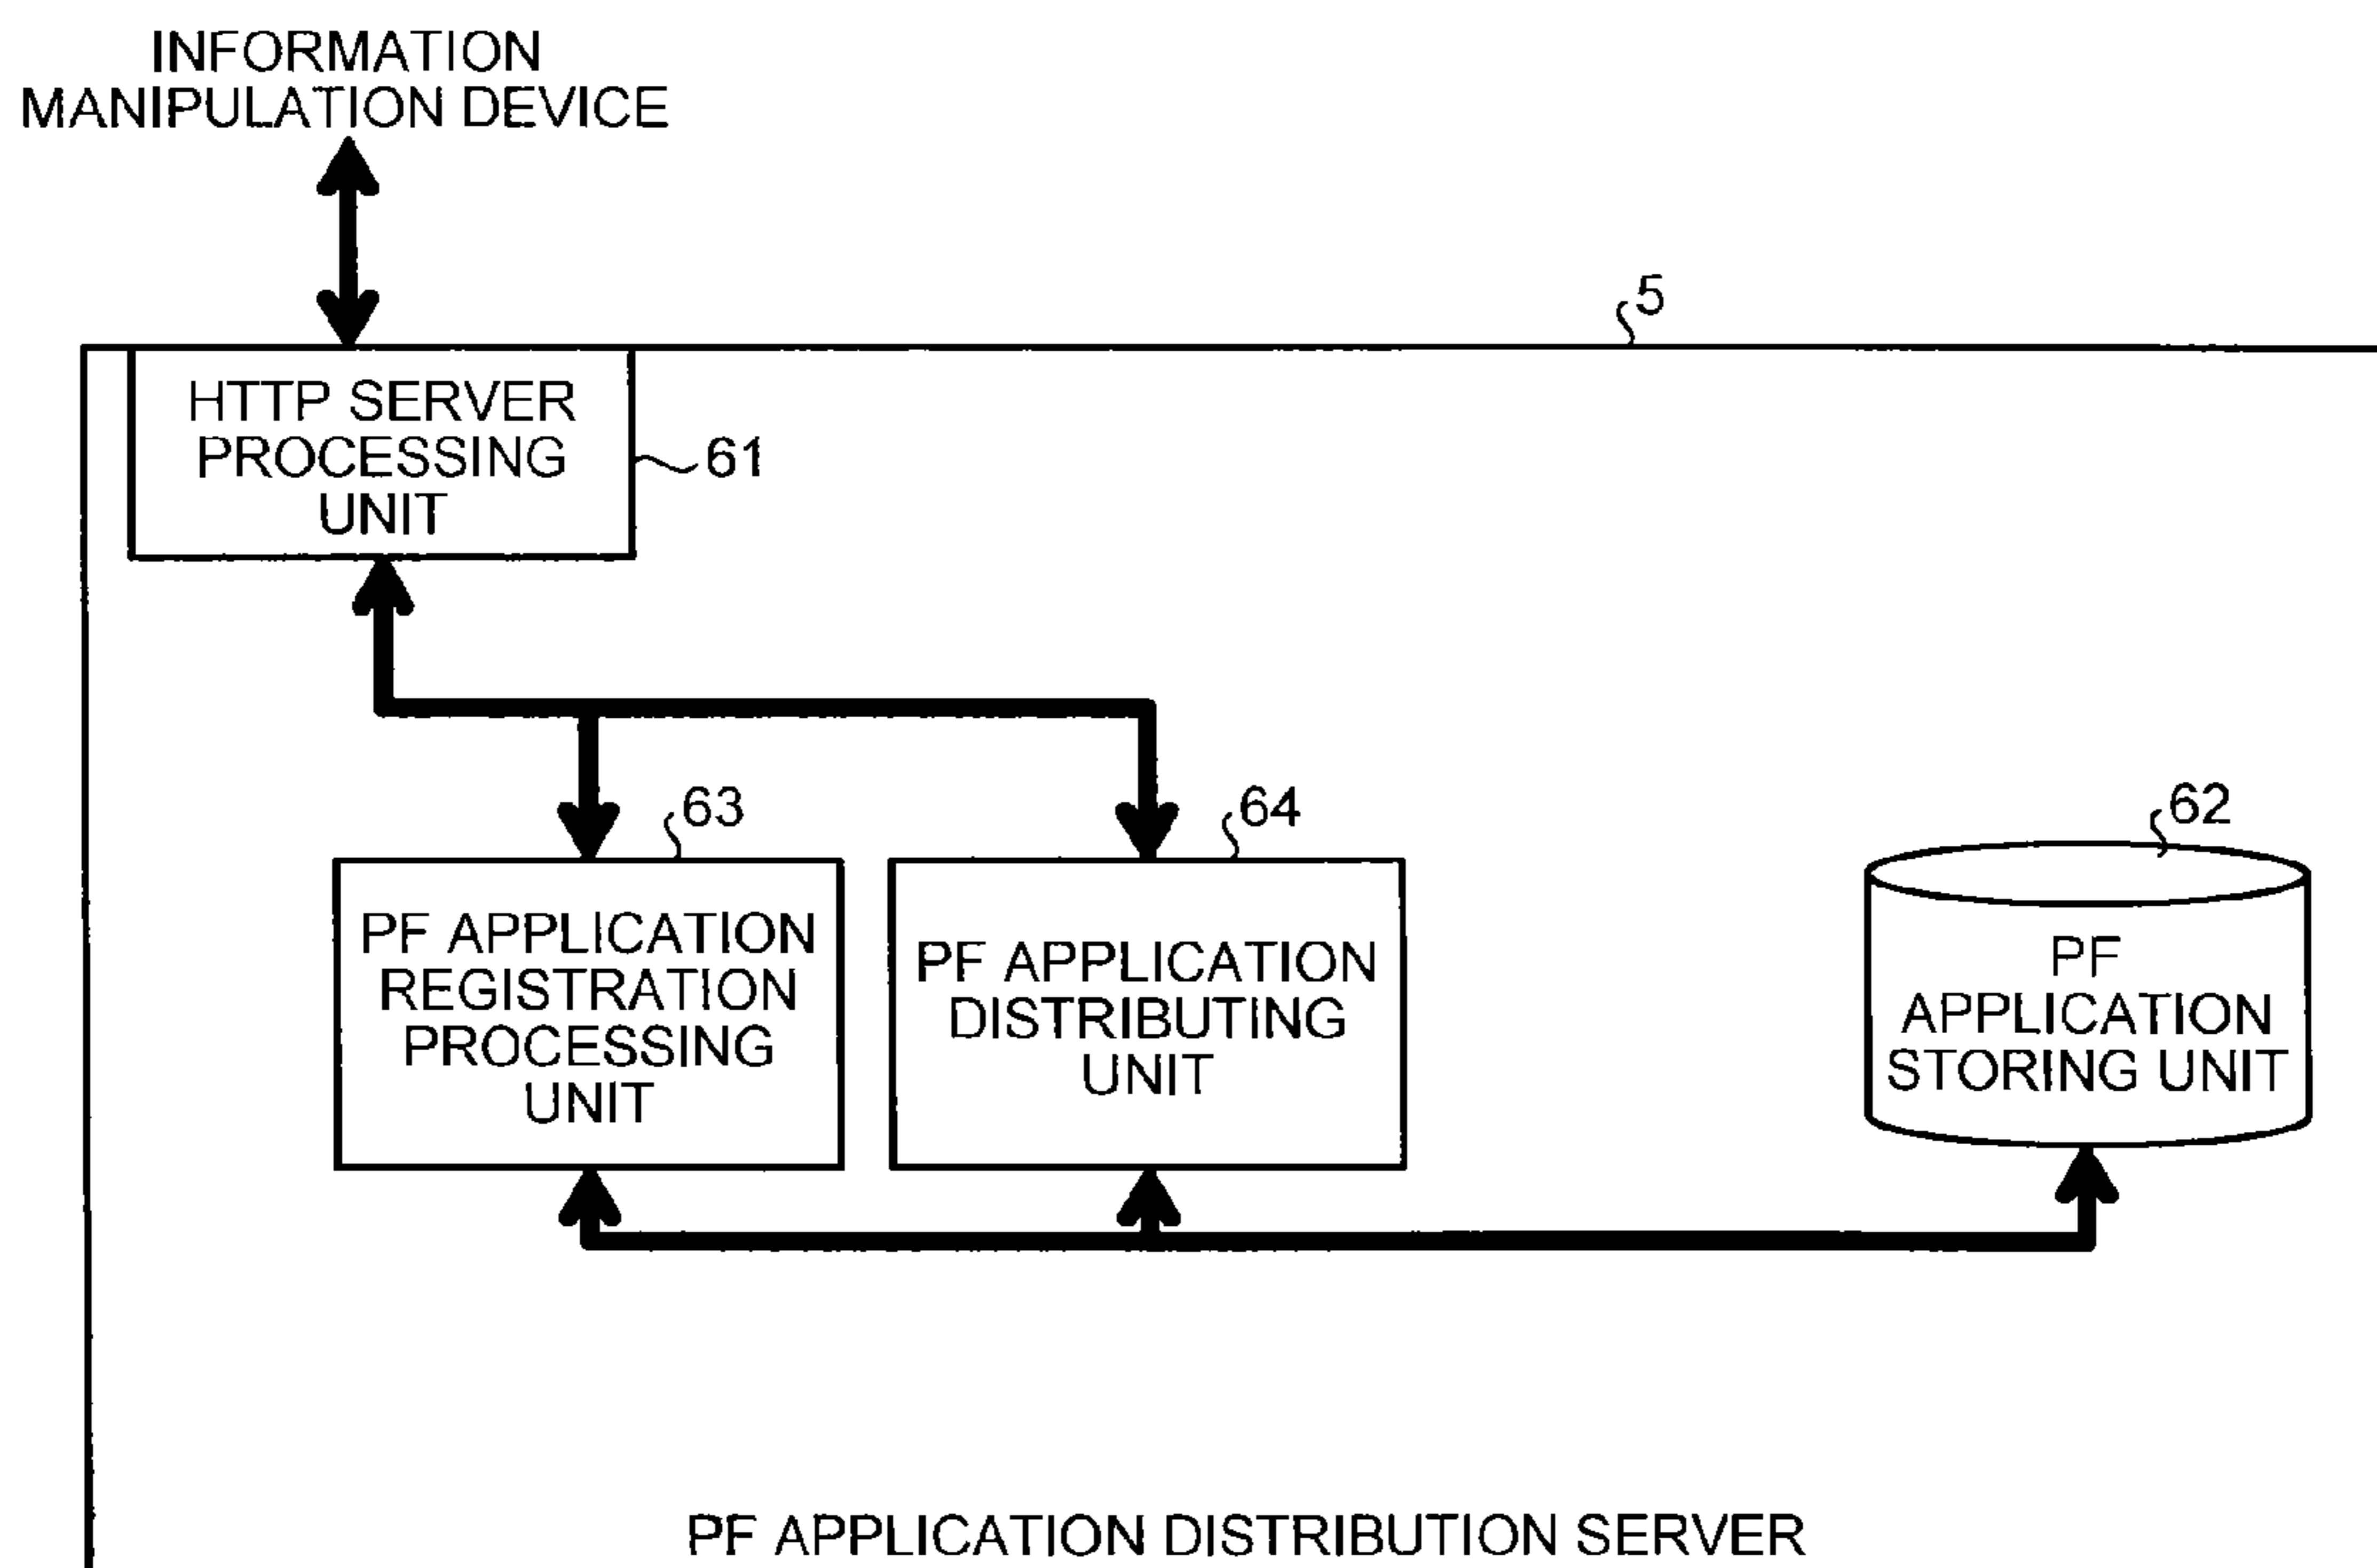 INFORMATION
MANIPULATION DEVICE
5
HTTP SERVER
PROCESSING
UNIT
61
63
64
62
PF APPLICATION
REGISTRATION
PROCESSING
UNIT
PF APPLICATION
DISTRIBUTING
UNIT
PF
APPLICATION
STORING UNIT
PF APPLICATION DISTRIBUTION SERVER